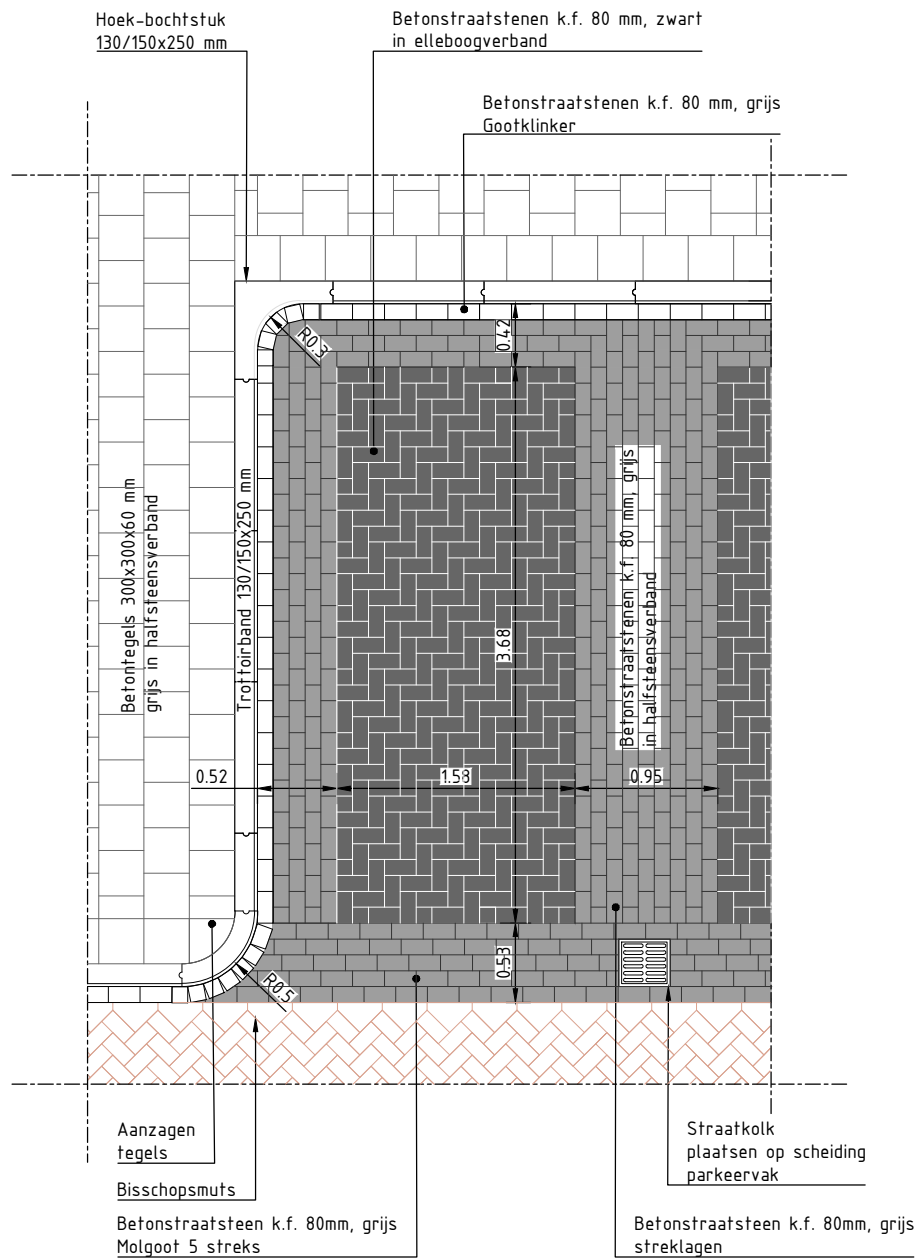 Hoek-bochtstuk
130/150x250 mm
Betonstraatstenen k.f. 80 mm, zwart
in elleboogverband
Betonstraatstenen k.f. 80 mm, grijs
Gootklinker
R0.3
0.42
Betontegels 300x300x60 mm
grijs in halfsteensverband
Trottoirband 130/150x250 mm
3.68
Betonstraatstenen k.f. 80 mm, grijs
in halfsteensverband
0.52
1.58
0.95
0.53
R0.5
Aanzagen
tegels
Bisschopsmuts
Betonstraatsteen k.f. 80mm, grijs
Molgoot 5 streks
Straatkolk
plaatsen op scheiding
parkeervak
Betonstraatsteen k.f. 80mm, grijs
streklagen